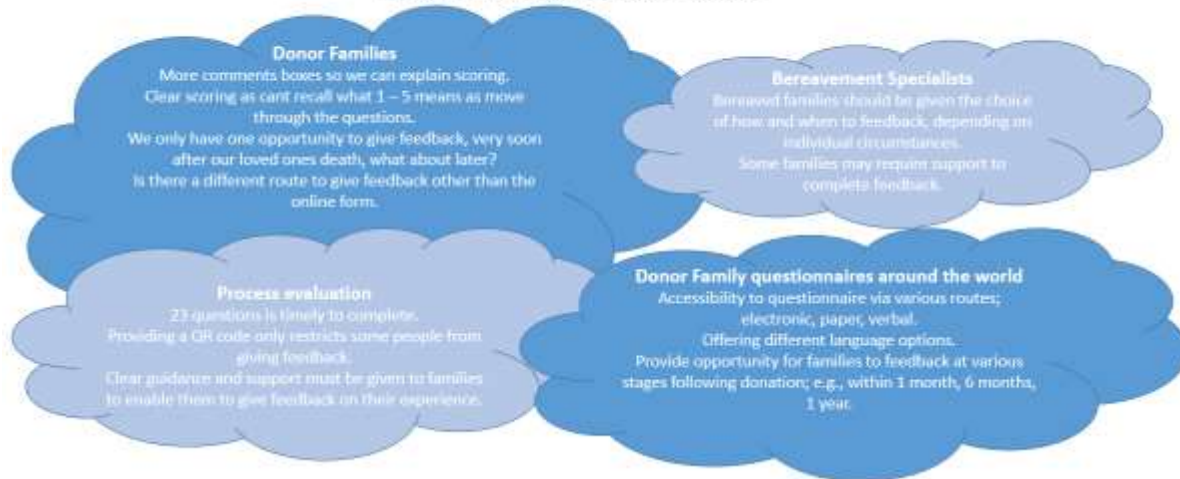 Donor Families
More comments boxes so we can explain scoring.
Clear scoring as cant recall what 1 – 5 means as move
through the questions.
We only have one opportunity to give feedback, very soon
after our loved ones death, what about later?
Is there a different route to give feedback other than the
online form.
Bereavement Specialists
Bereaved families should be given the choice
of how and when to feedback, depending on
individual circumstances.
Some families may require support to
complete feedback.
Process evaluation
23 questions is timely to complete.
Providing a QR code only restricts some people from
giving feedback.
Clear guidance and support must be given to families
to enable them to give feedback on their experience.
Donor Family questionnaires around the world
Accessibility to questionnaire via various routes;
electronic, paper, verbal.
Offering different language options.
Provide opportunity for families to feedback at various
stages following donation; e.g., within 1 month, 6 months,
1 year.